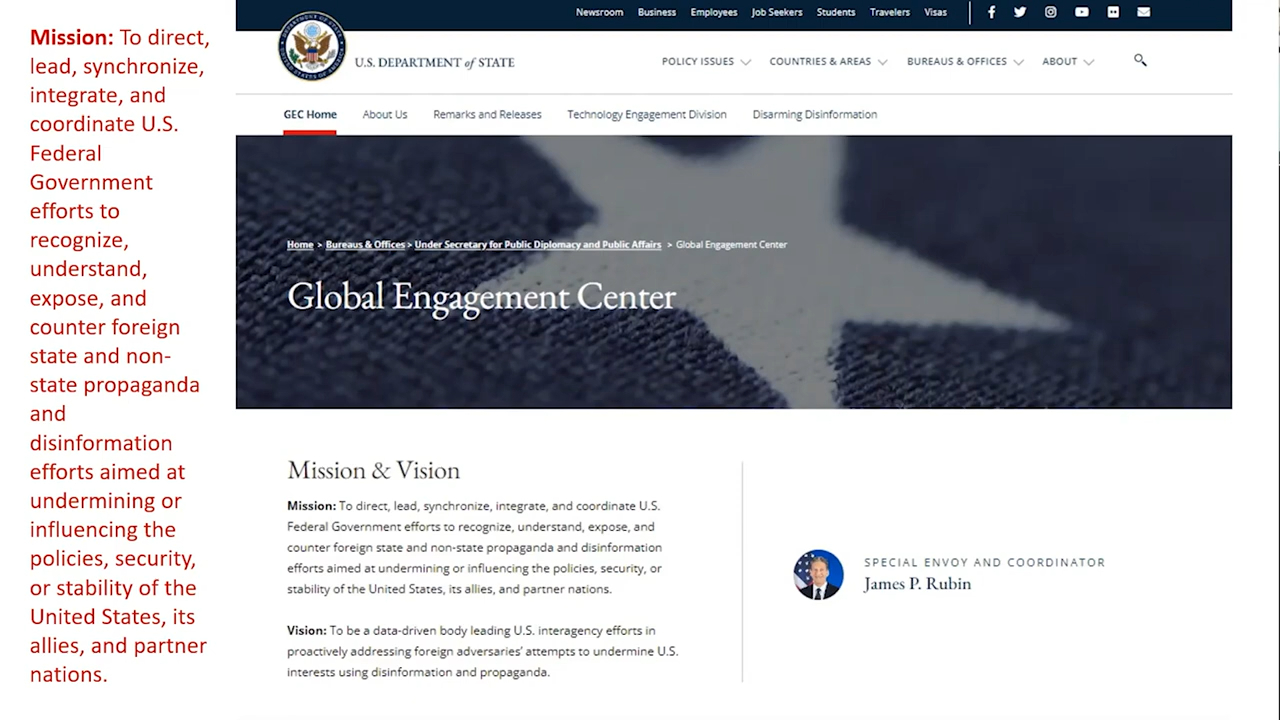 Mission: To direct,
lead, synchronize,
integrate, and
coordinate U.S.
Federal
Government
efforts to
recognize,
understand,
expose, and
counter foreign
state and non-
state propaganda
and
disinformation
efforts aimed at
undermining or
influencing the
policies, security,
or stability of the
United States, its
allies, and partner
nations.
Newsroom Business Employees Job Seekers Students Travelers Visas
U.S. DEPARTMENT of STATE
POLICY ISSUES COUNTRIES & AREAS BUREAUS & OFFICES ABOUT
GEC Home About Us Remarks and Releases Technology Engagement Division Disarming Disinformation
Home > Bureaus & Offices > Under Secretary for Public Diplomacy and Public Affairs > Global Engagement Center
Global Engagement Center
Mission & Vision
Mission: To direct, lead, synchronize, integrate, and coordinate U.S.
Federal Government efforts to recognize, understand, expose, and
counter foreign state and non-state propaganda and disinformation
efforts aimed at undermining or influencing the policies, security, or
stability of the United States, its allies, and partner nations.
Vision: To be a data-driven body leading U.S. interagency efforts in
proactively addressing foreign adversaries' attempts to undermine U.S.
interests using disinformation and propaganda.
SPECIAL ENVOY AND COORDINATOR
James P. Rubin